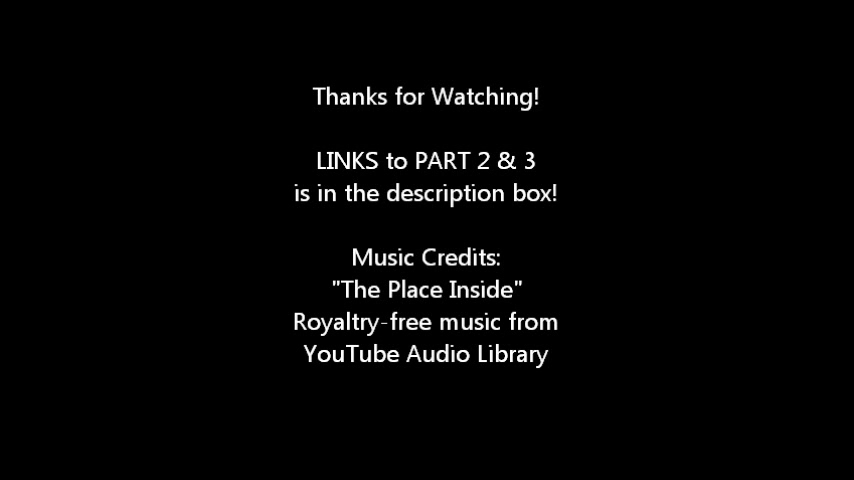 Thanks for Watching!
LINKS to PART 2 & 3
is in the description box!
Music Credits:
"The Place Inside"
Royaltry-free music from
YouTube Audio Library